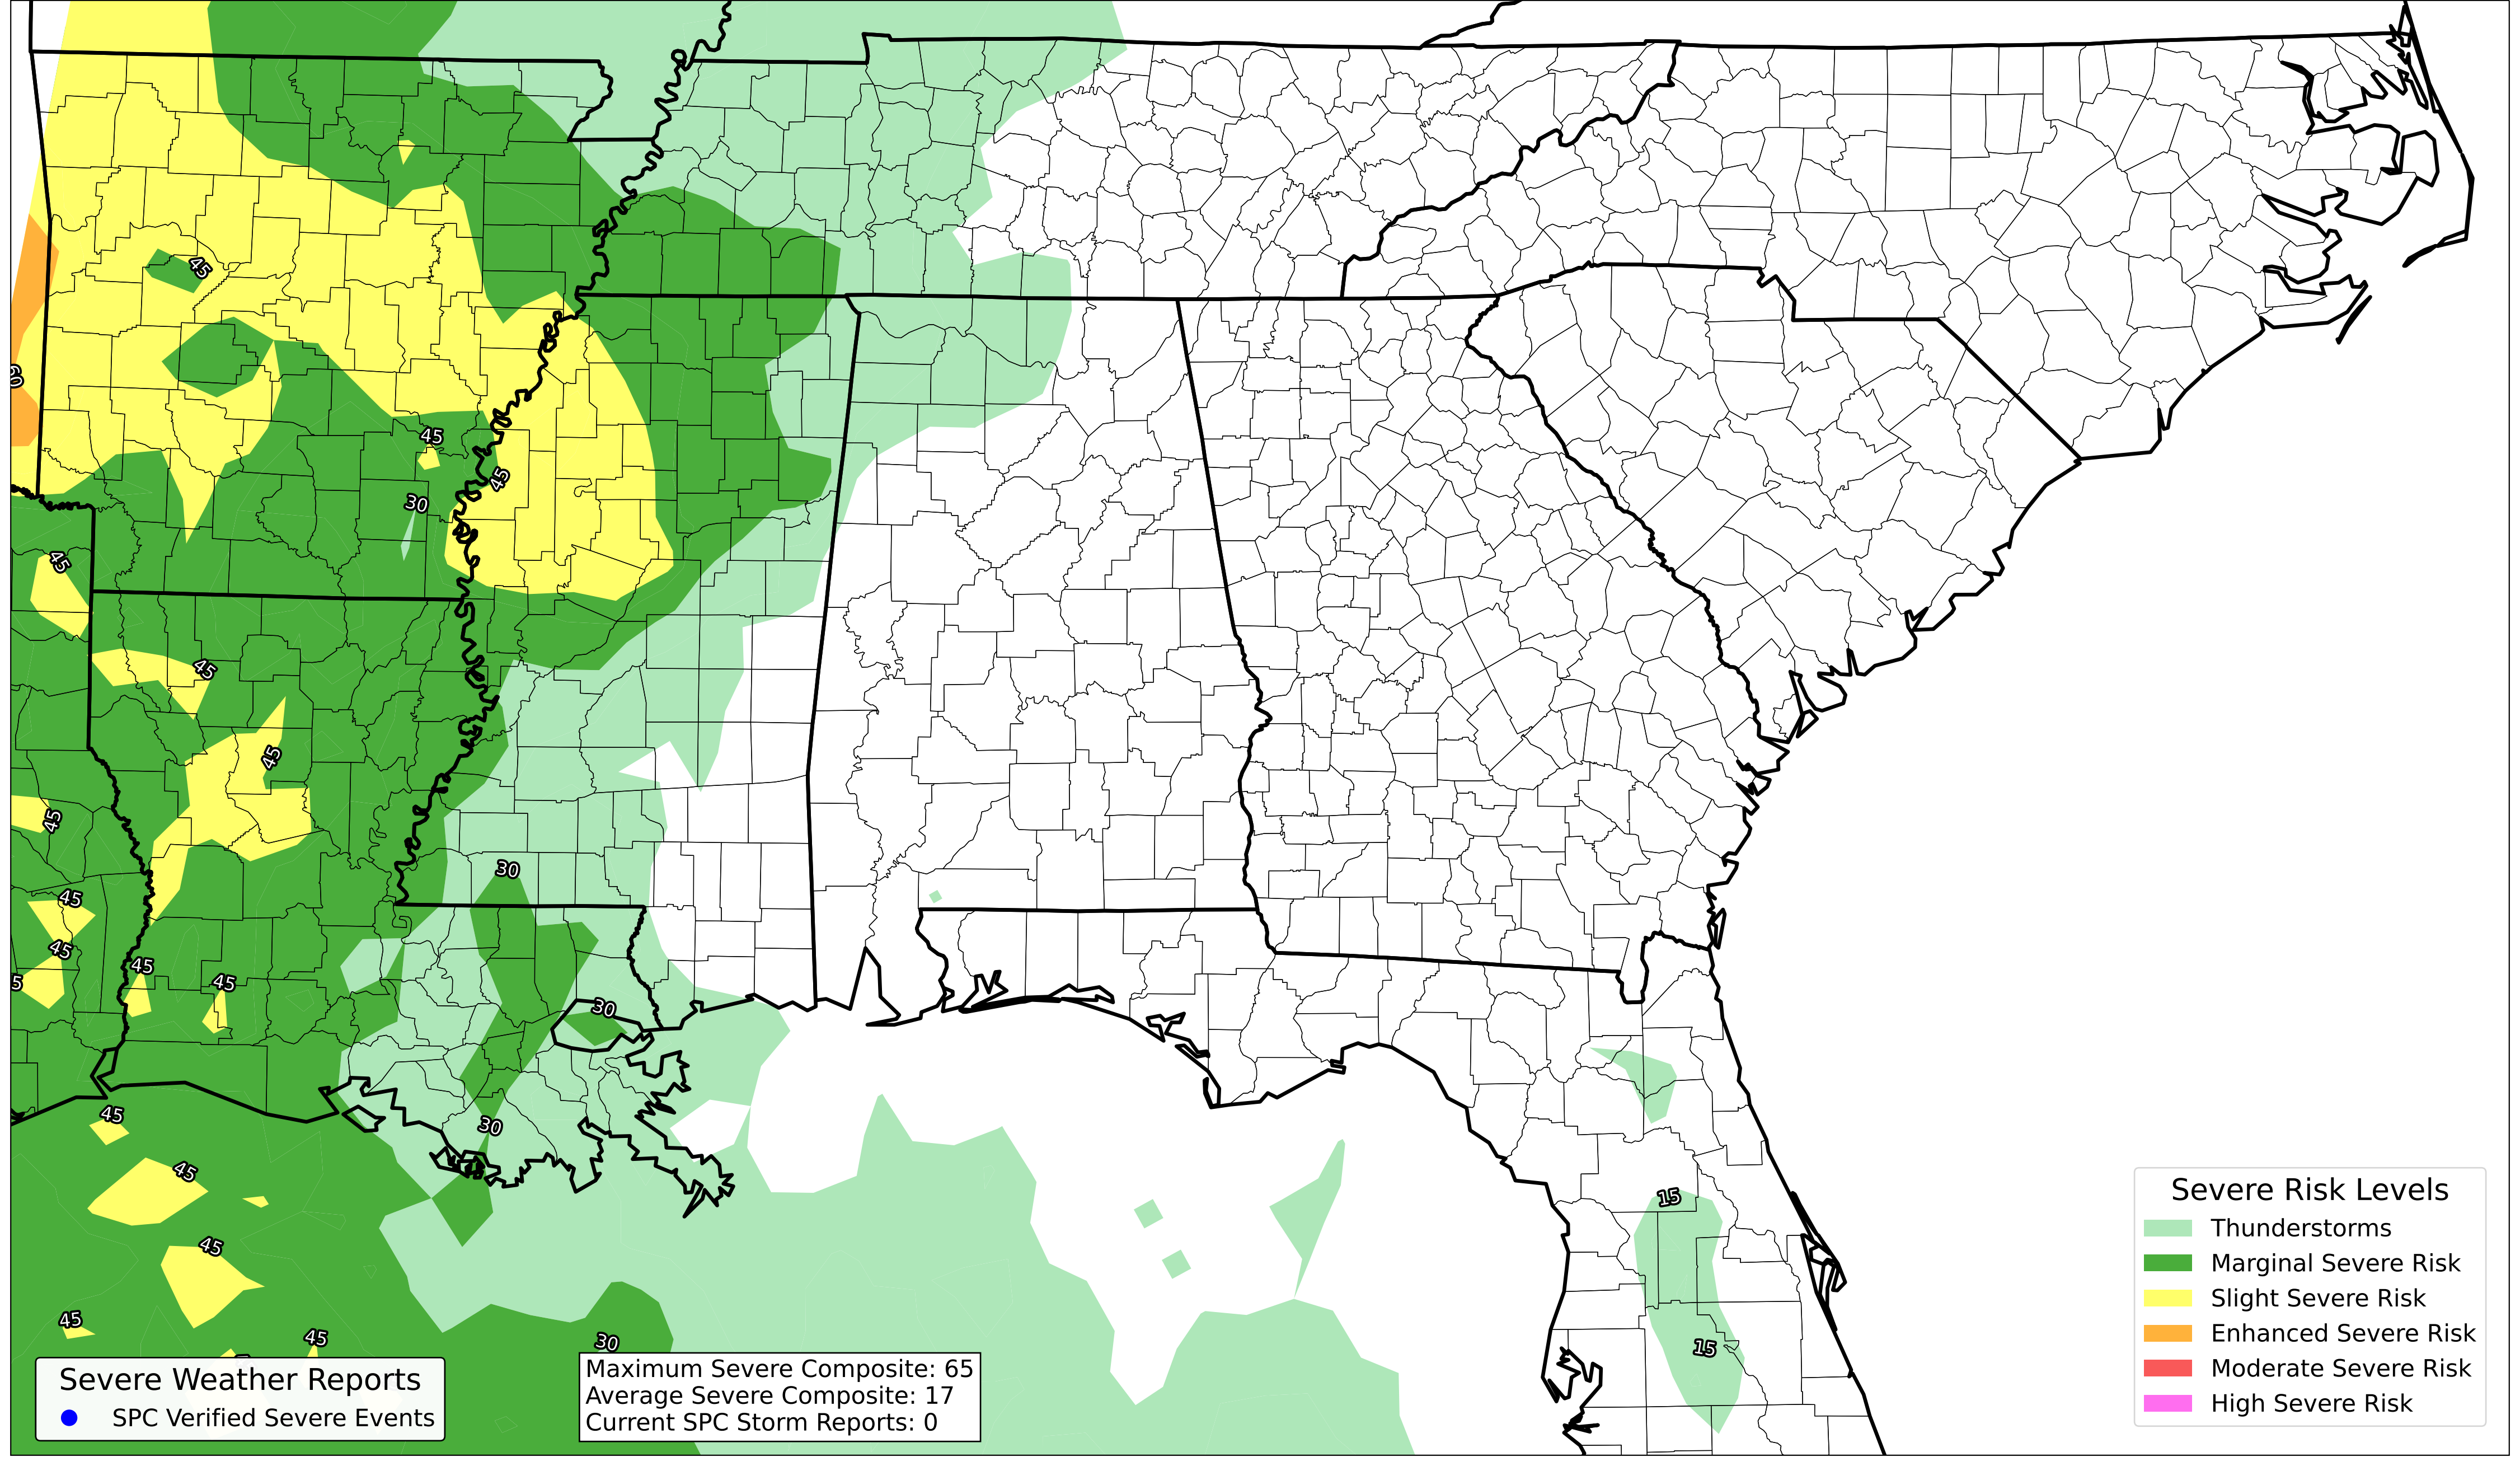 45
60
45
45
30
45
45
45
45
30
45
45
45
45
5
30
45
30
45
15
45
45
45
30
15
Severe Weather Reports
SPC Verified Severe Events
Maximum Severe Composite: 65
Average Severe Composite: 17
Current SPC Storm Reports: 0
Severe Risk Levels
Thunderstorms
Marginal Severe Risk
Slight Severe Risk
Enhanced Severe Risk
Moderate Severe Risk
High Severe Risk